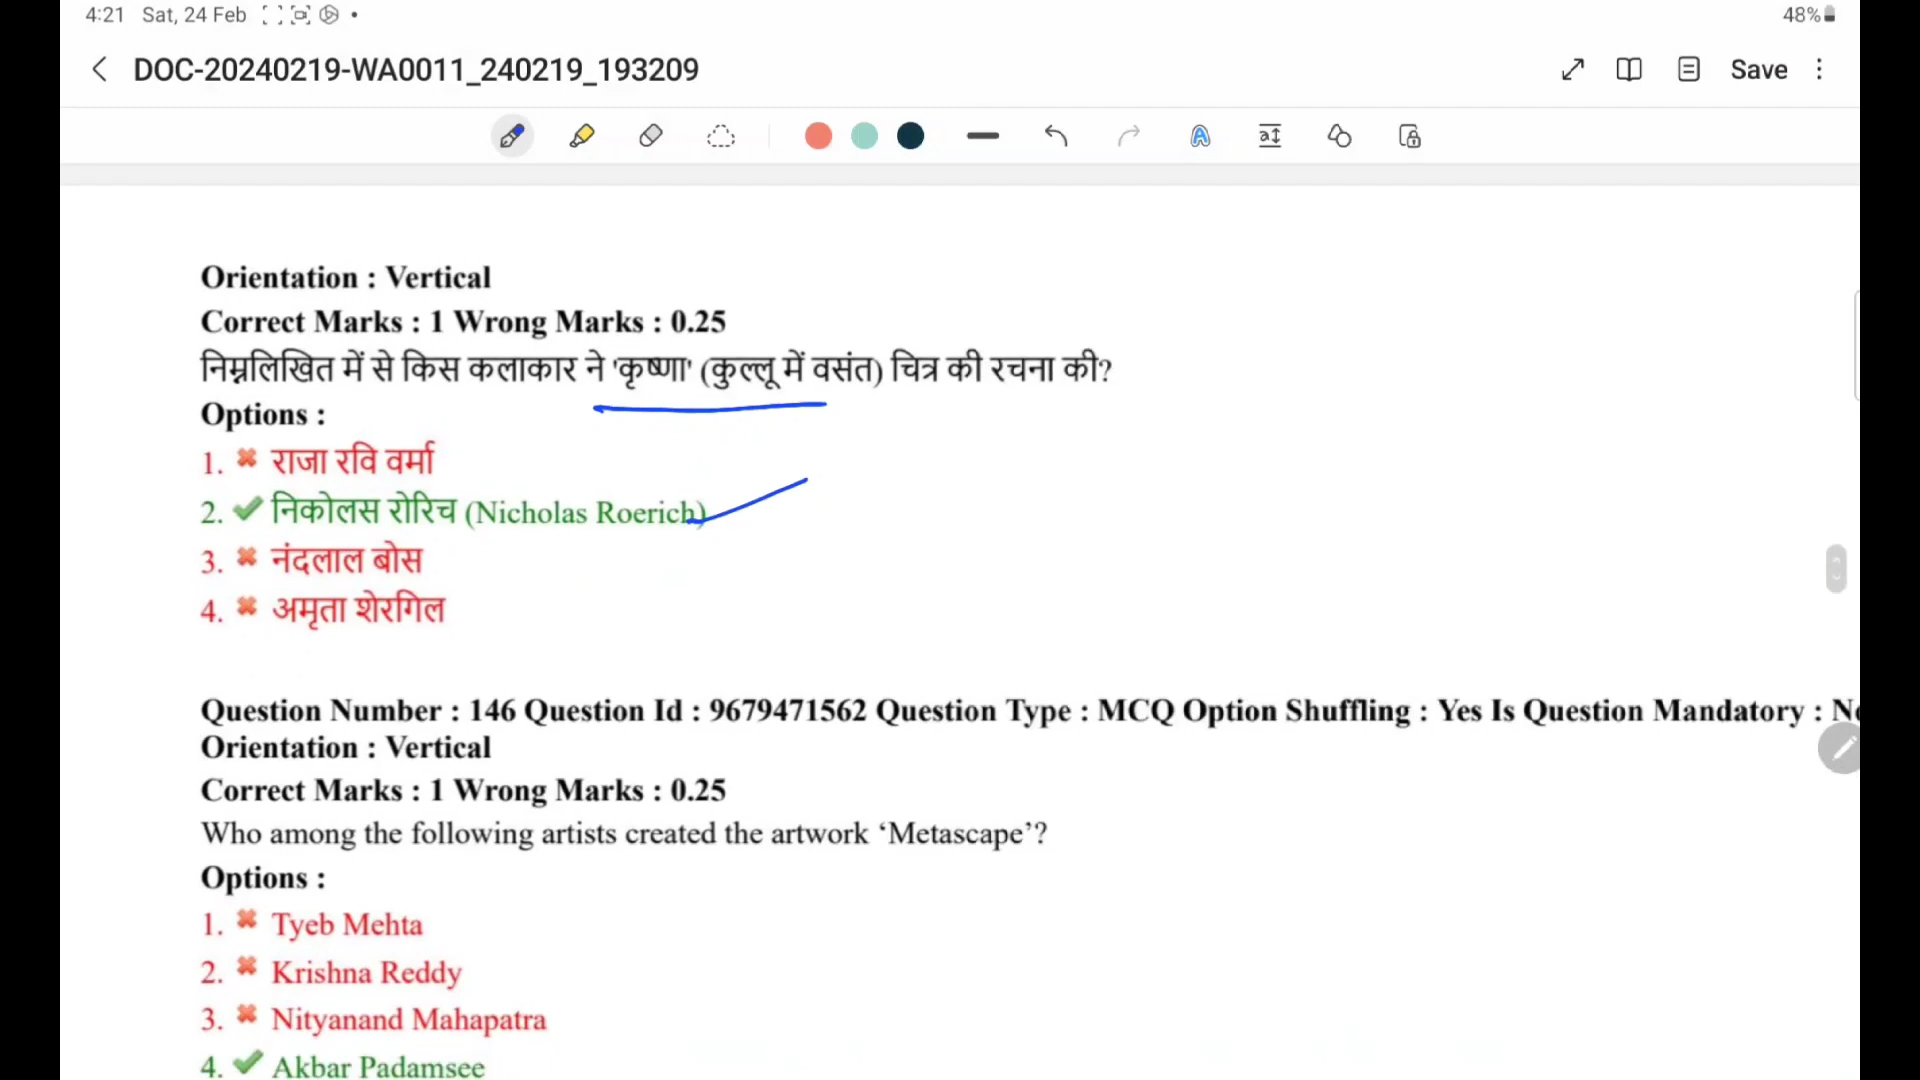 4:21 Sat, 24 Feb
48%
DOC-20240219-WA0011_240219_193209
Save
Orientation : Vertical
Correct Marks : 1 Wrong Marks : 0.25
निम्नलिखित में से किस कलाकार ने 'कृष्णा' (कुल्लू में वसंत) चित्र की रचना की?
Options :
1. राजा रवि वर्मा
2. निकोलस रोरिच (Nicholas Roerich)
3. नंदलाल बोस
4. अमृता शेरगिल
Question Number : 146 Question Id : 9679471562 Question Type : MCQ Option Shuffling : Yes Is Question Mandatory :
Orientation : Vertical
Correct Marks : 1 Wrong Marks : 0.25
Who among the following artists created the artwork ‘Metascape’?
Options :
1. Tyeb Mehta
2. Krishna Reddy
3. Nityanand Mahapatra
4. Akbar Padamsee